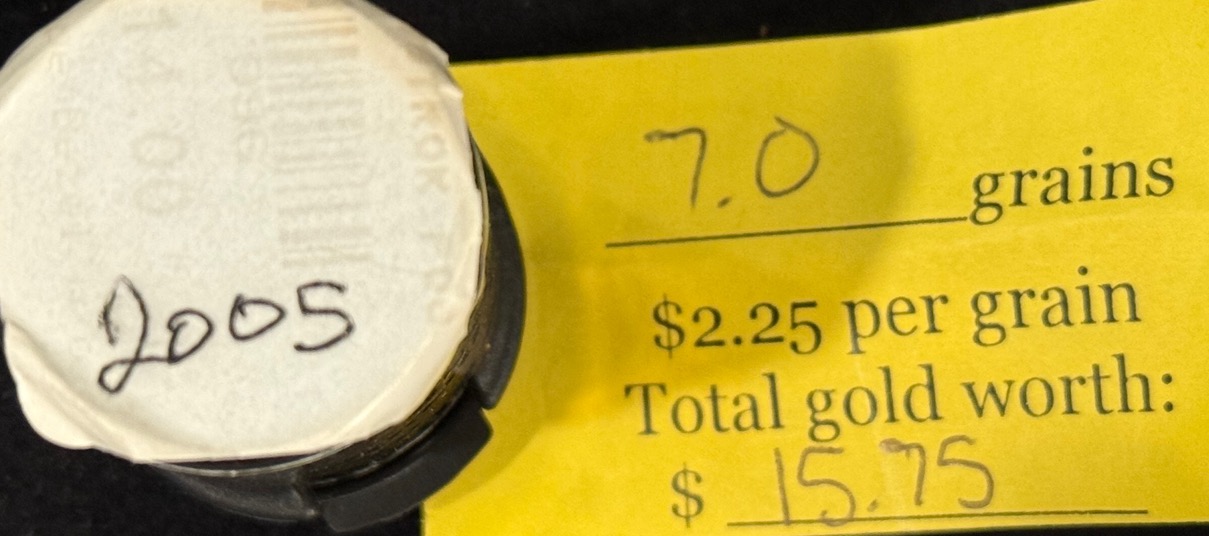 2005
7.0 grains
$2.25 per grain
Total gold worth:
$ 15.75